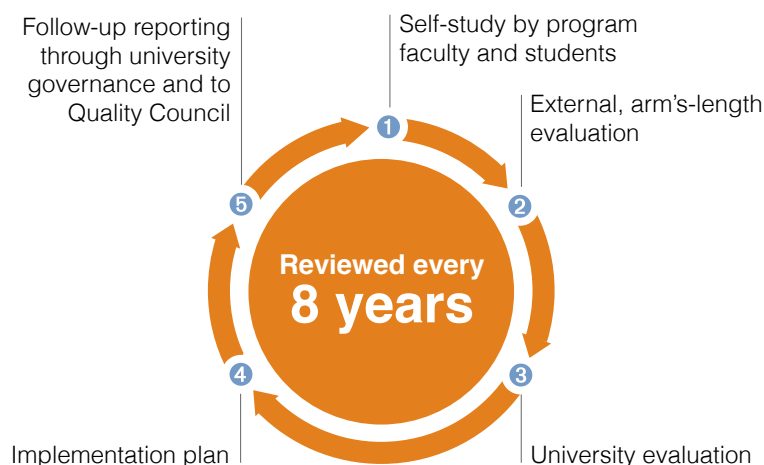 Follow-up reporting
through university
governance and to
Quality Council
1
Self-study by program
faculty and students
2
External, arm's-length
evaluation
3
University evaluation
4
Implementation plan
5
Reviewed every
8 years